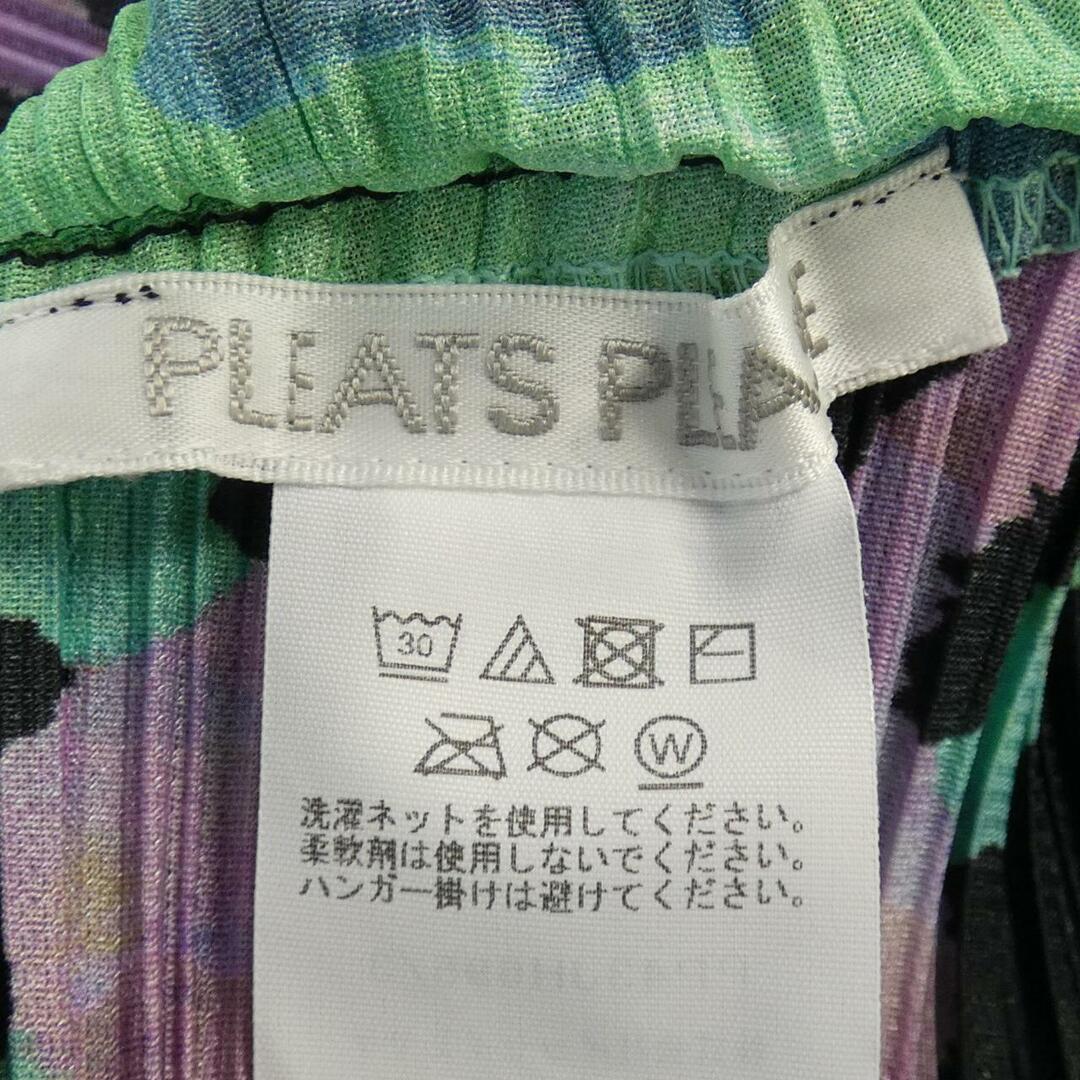 PLEATS PLEA E
30
W
洗濯ネットを使用してください。
柔軟剤は使用しないでください。
ハンガー掛けは避けてください。